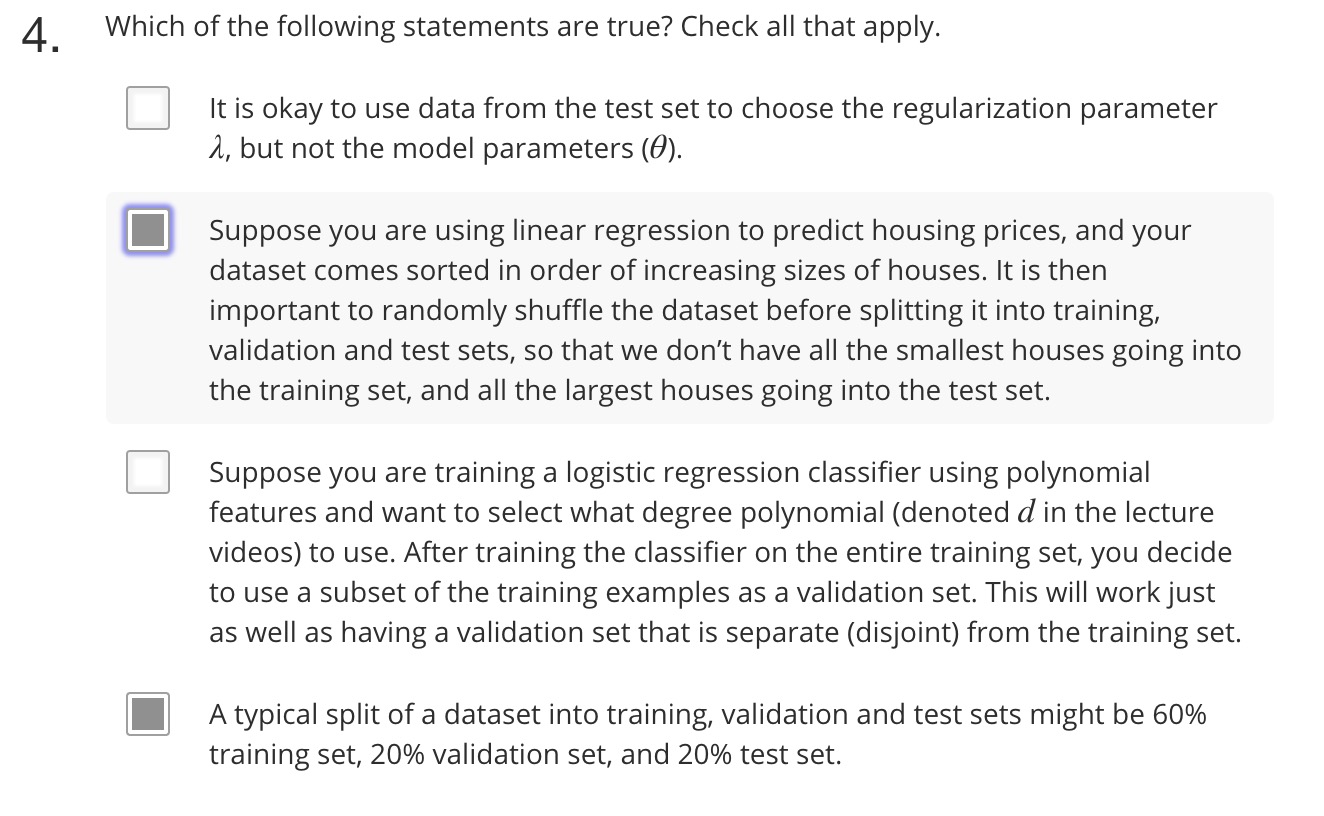 4. Which of the following statements are true? Check all that apply.
It is okay to use data from the test set to choose the regularization parameter
λ, but not the model parameters (θ).
Suppose you are using linear regression to predict housing prices, and your
dataset comes sorted in order of increasing sizes of houses. It is then
important to randomly shuffle the dataset before splitting it into training,
validation and test sets, so that we don’t have all the smallest houses going into
the training set, and all the largest houses going into the test set.
Suppose you are training a logistic regression classifier using polynomial
features and want to select what degree polynomial (denoted d in the lecture
videos) to use. After training the classifier on the entire training set, you decide
to use a subset of the training examples as a validation set. This will work just
as well as having a validation set that is separate (disjoint) from the training set.
A typical split of a dataset into training, validation and test sets might be 60%
training set, 20% validation set, and 20% test set.